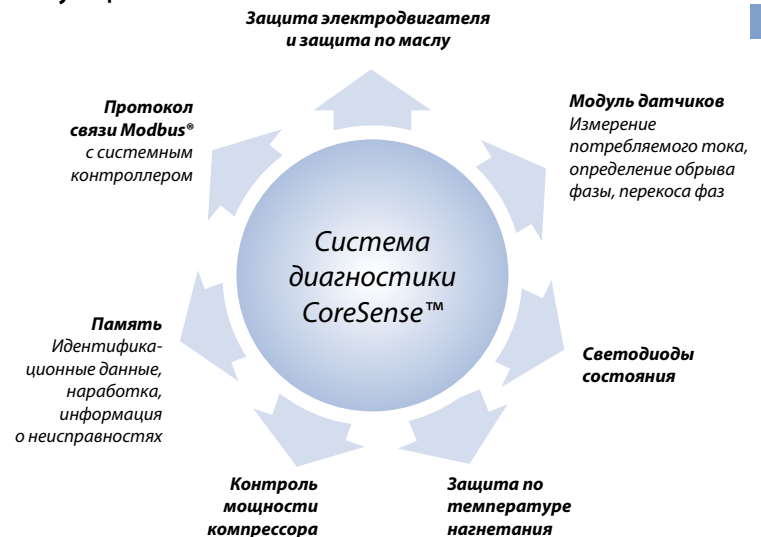 Защита электродвигателя
и защита по маслу
Протокол
связи Modbus®
с системным
контроллером
Модуль датчиков
Измерение
потребляемого тока,
определение обрыва
фазы, перекоса фаз
Система
диагностики
CoreSense™
Память
Идентифика-
ционные данные,
наработка,
информация
о неисправностях
Светодиоды
состояния
Контроль
мощности
компрессора
Защита по
температуре
нагнетания